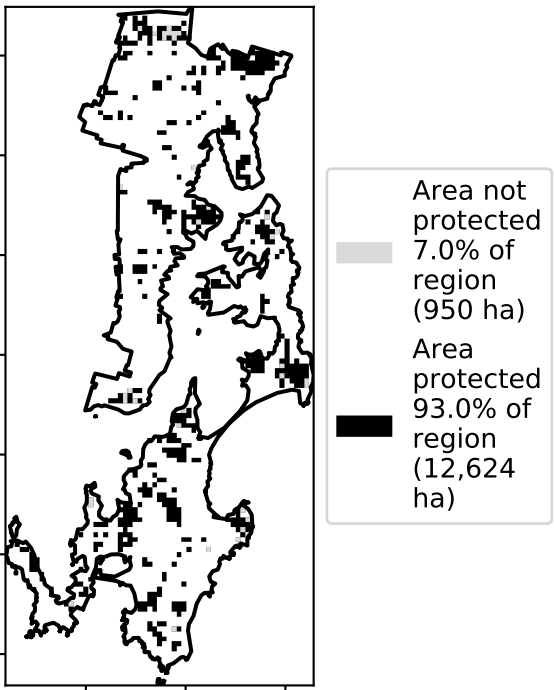 Area not
protected
7.0% of
region
(950 ha)
Area
protected
93.0% of
region
(12,624
ha)